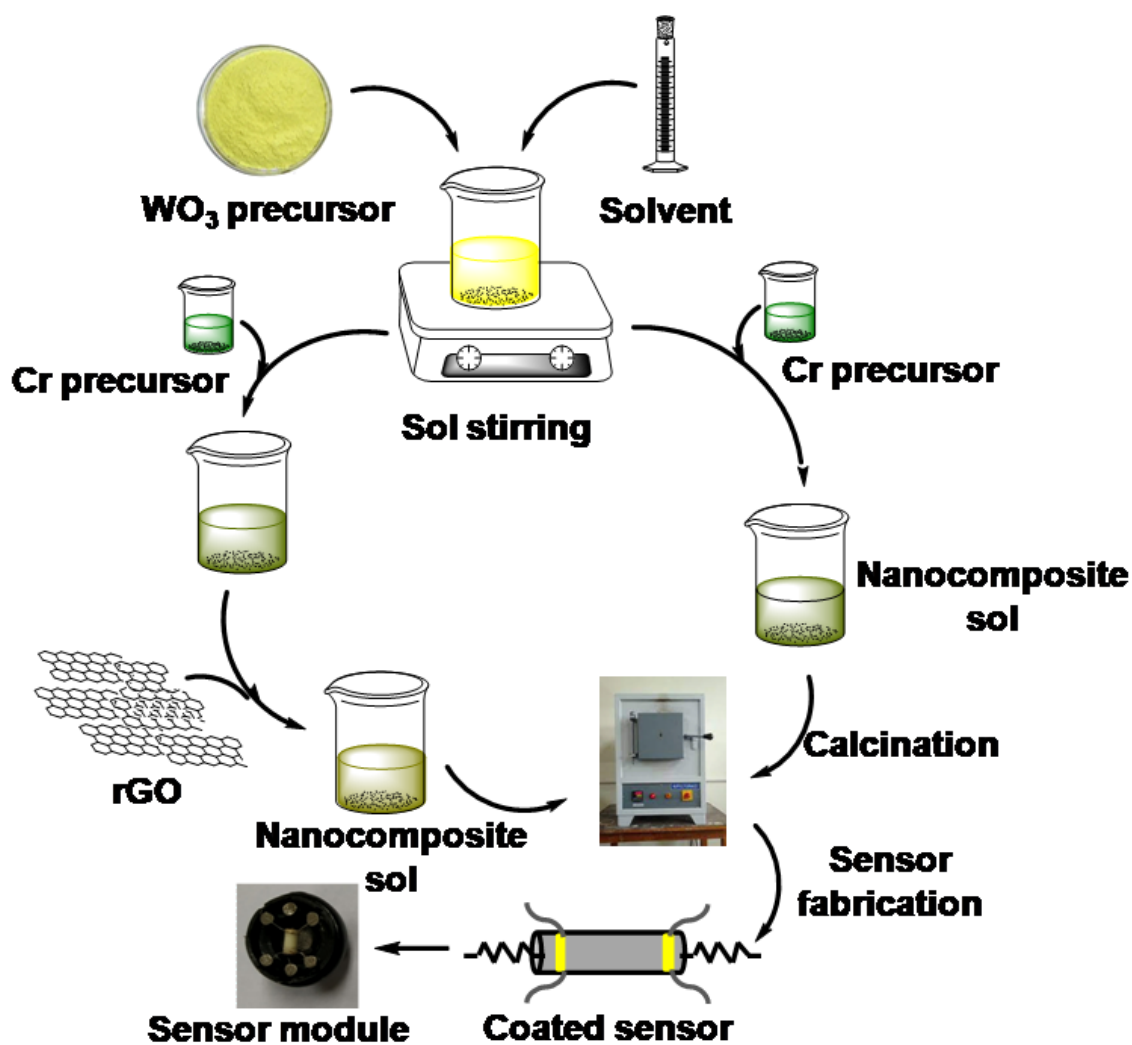 WO₃ precursor
Solvent
Cr precursor
Cr precursor
Sol stirring
Nanocomposite
sol
rGO
Calcination
Nanocomposite
sol
Sensor
fabrication
Sensor module
Coated sensor